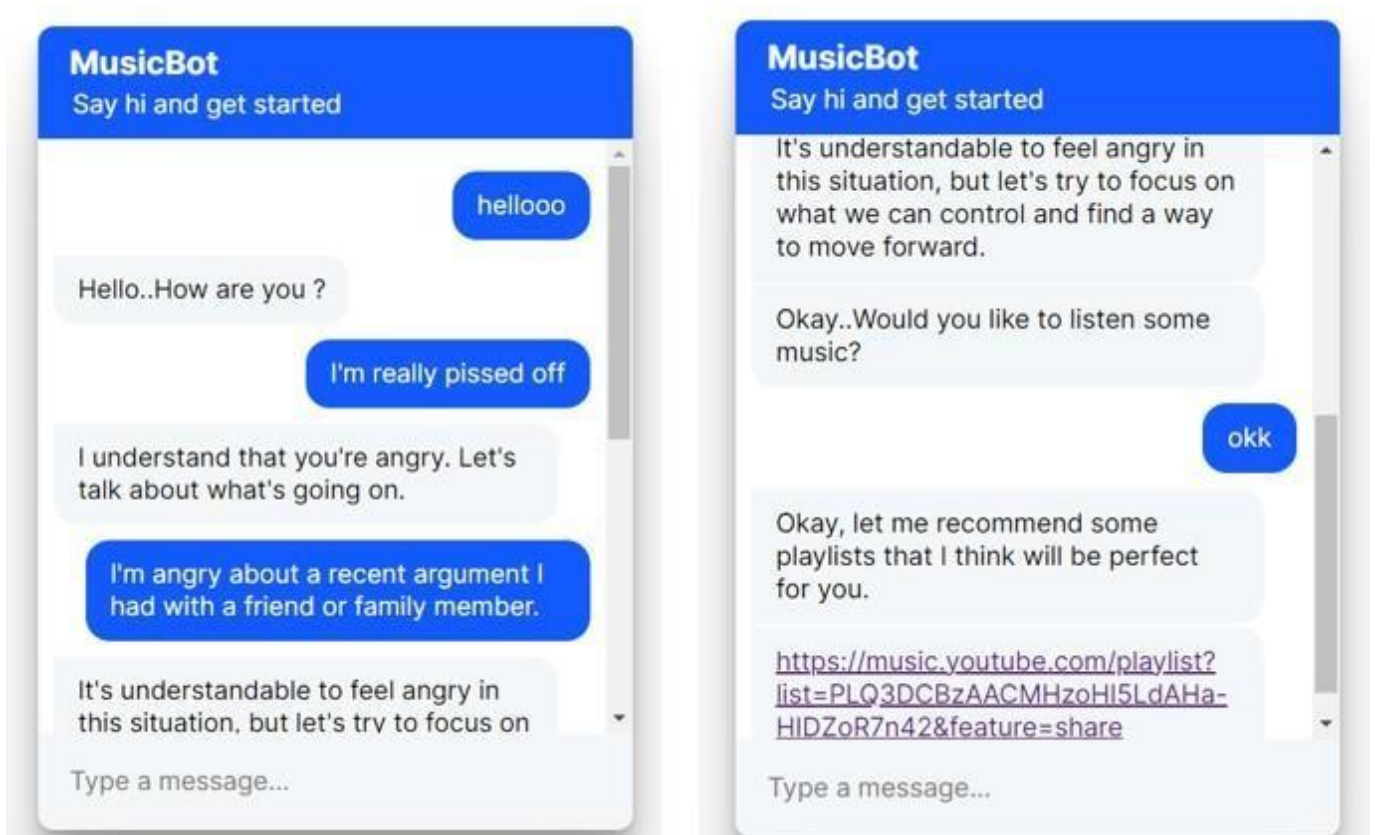 MusicBot
Say hi and get started
hellooo
Hello..How are you ?
I'm really pissed off
I understand that you're angry. Let's
talk about what's going on.
I'm angry about a recent argument I
had with a friend or family member.
It's understandable to feel angry in
this situation, but let's try to focus on
Type a message...
MusicBot
Say hi and get started
It's understandable to feel angry in
this situation, but let's try to focus on
what we can control and find a way
to move forward.
Okay..Would you like to listen some
music?
okk
Okay, let me recommend some
playlists that I think will be perfect
for you.
https://music.youtube.com/playlist?
list=PLQ3DCBzAACMHzoHI5LdAHa-
HIDZoR7n42&feature=share
Type a message...